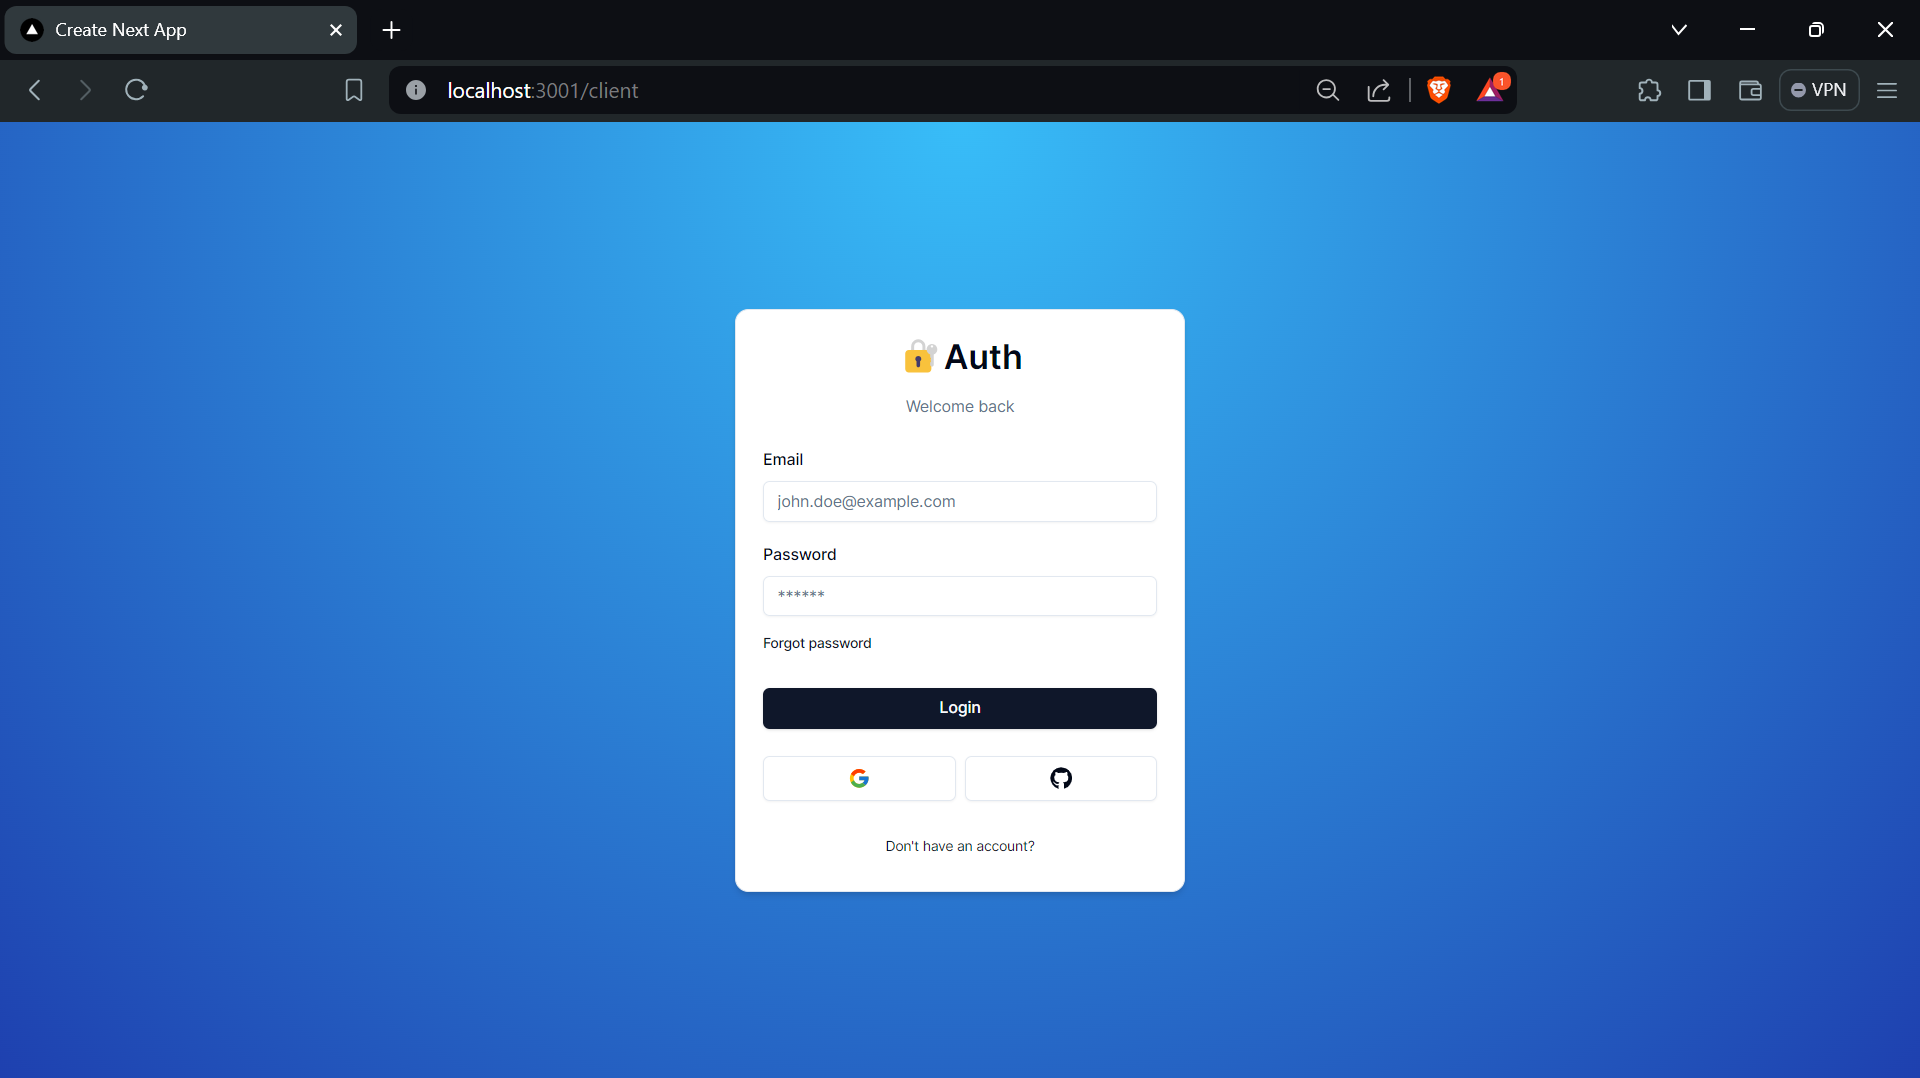 Create Next App
localhost:3001/client
1
VPN
🔐 Auth
Welcome back
Email
john.doe@example.com
Password
******
Forgot password
Login
Don't have an account?